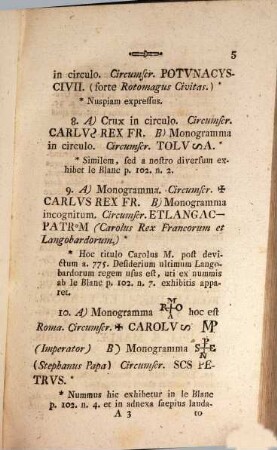 5
in circulo. Circumscr. POTVNACYS-
CIVII. (forte Rotomagus Civitas.) *
* Nuspiam expressus.
8. A) Crux in circulo. Circumscr.
CARLVS REX FR. B) Monogramma
in circulo. Circumscr. TOLVSA. *
* Similem, sed a nostro diversum ex-
hibet le Blanc p. 102. n. 2.
9. A) Monogramma. Circumscr. ✠
CARLVS REX FR. B) Monogramma
incognitum. Circumscr. ETLANGAC—
PATROM (Carolus Rex Francorum et
Langobardorum.) *
* Hoc titulo Carolus M. post devi-
ctum a. 775. Desiderium ultimum Lango-
bardorum regem usus est, uti ex nummis
ab le Blanc p. 102. n. 7. exhibitis appa-
ret.
10. A) Monogramma hoc est
Roma. Circumscr. ✠ CAROLVS
(Imperator) B) Monogramma
(Stephanus Papa) Circumscr. SCS PE-
TRVS. *
* Nummus hic exhibetur in le Blanc
p. 102. n. 4. et in adnexa saepius lauda-
A 3 to